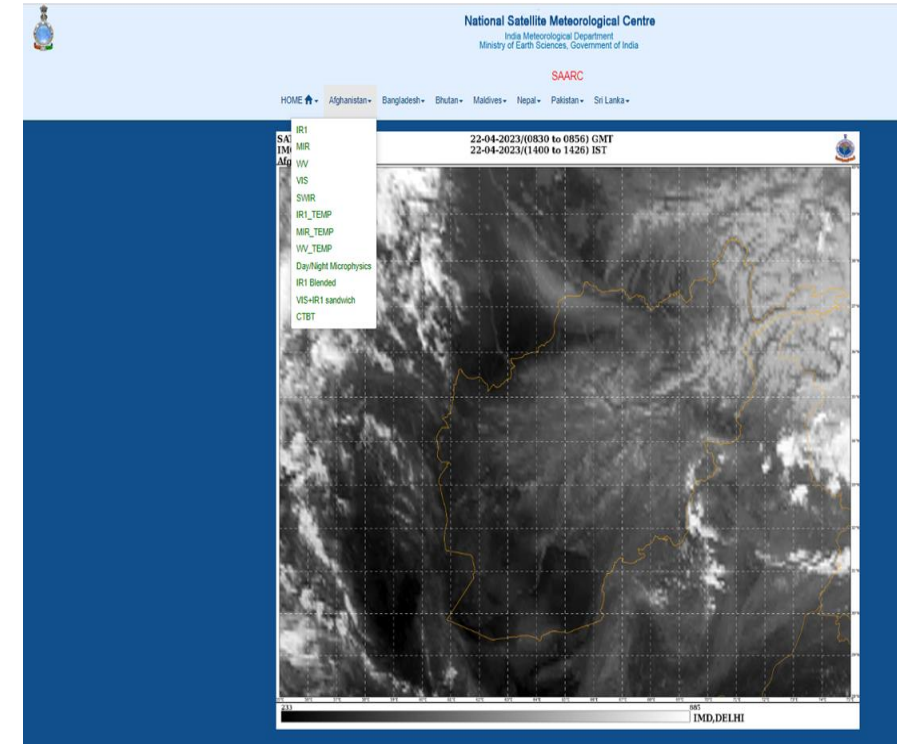 National Satellite Meteorological Centre
India Meteorological Department
Ministry of Earth Sciences, Government of India
SAARC
HOME Afghanistan Bangladesh Bhutan Maldives Nepal Pakistan Sri Lanka
IR1
MIR
WV
VIS
SWIR
IR1_TEMP
MIR_TEMP
WV_TEMP
Day/Night Microphysics
IR1 Blended
VIS+IR1 sandwich
CTBT
SAT
22-04-2023/(0830 to 0856) GMT
22-04-2023/(1400 to 1426) IST
Afg
233
885
IMD,DELHI